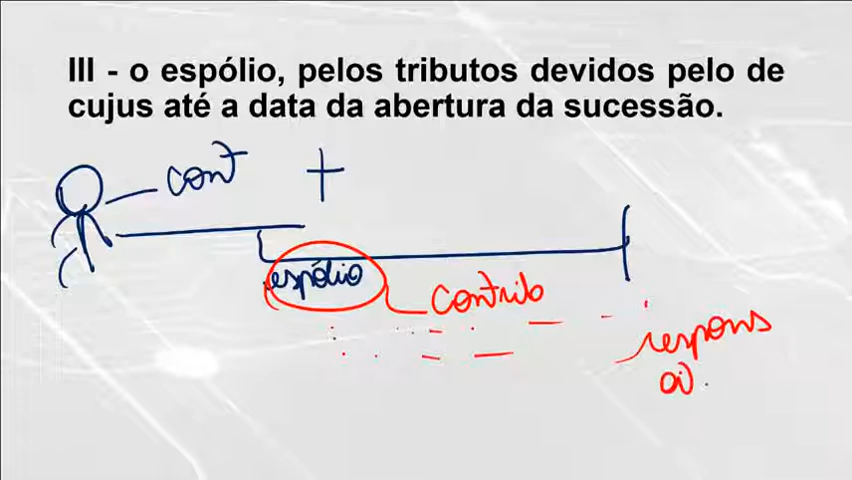 III - o espólio, pelos tributos devidos pelo de
cujus até a data da abertura da sucessão.
cont
espólio
contrib
respons